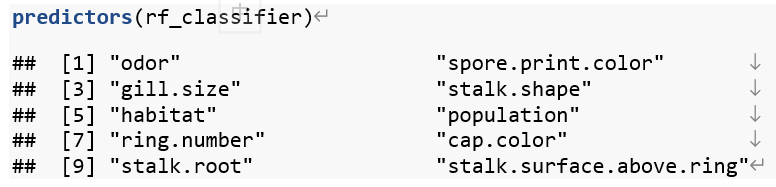 predictors(rf_classifier)↵
##  [1] "odor"                     "spore.print.color"       ↓
##  [3] "gill.size"                "stalk.shape"             ↓
##  [5] "habitat"                  "population"              ↓
##  [7] "ring.number"              "cap.color"               ↓
##  [9] "stalk.root"               "stalk.surface.above.ring"↵